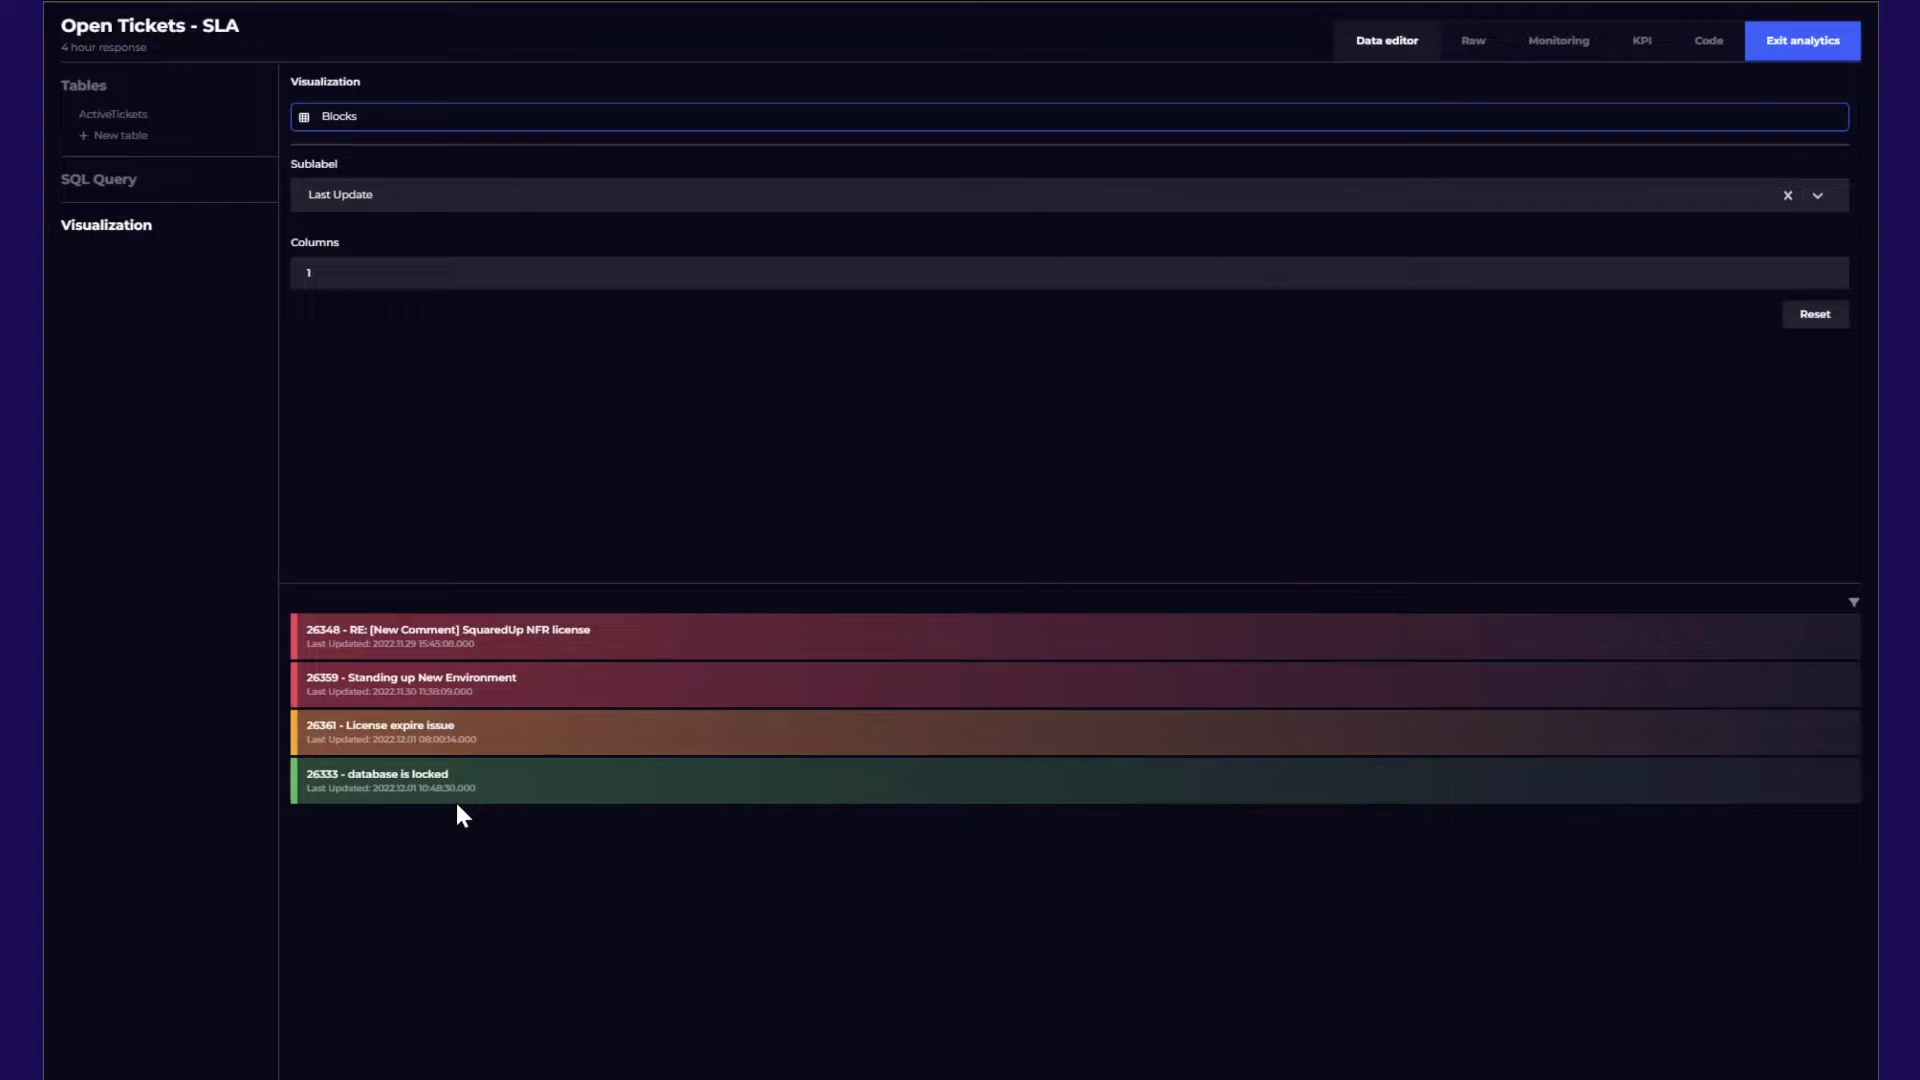 Open Tickets - SLA
4 hour response
Data editor
Raw
Monitoring
KPI
Code
Exit analytics
Tables
ActiveTickets
+ New table
SQL Query
Visualization
Visualization
Blocks
Sublabel
Last Update
Columns
1
Reset
26348 - RE: [New Comment] SquaredUp NFR license
Last Updated: 2022.11.29 15:45:08.000
26359 - Standing up New Environment
Last Updated: 2022.11.30 11:38:09.000
26361 - License expire issue
Last Updated: 2022.12.01 08:00:14.000
26333 - database is locked
Last Updated: 2022.12.01 10:48:30.000